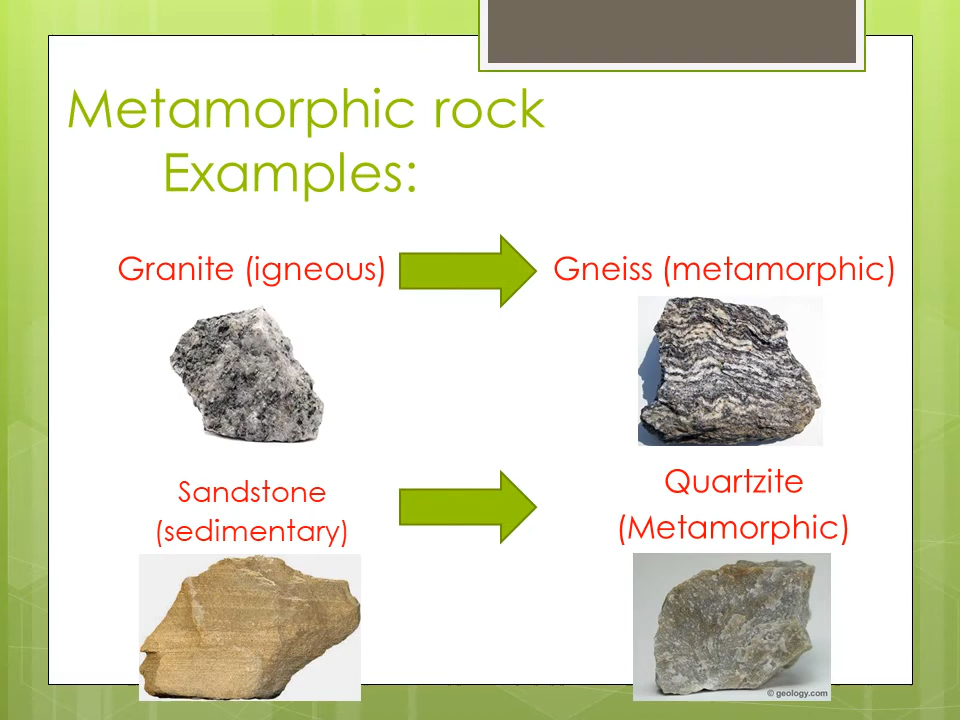 Metamorphic rock
Examples:
Granite (igneous)
Gneiss (metamorphic)
Sandstone
(sedimentary)
Quartzite
(Metamorphic)
© geology.com